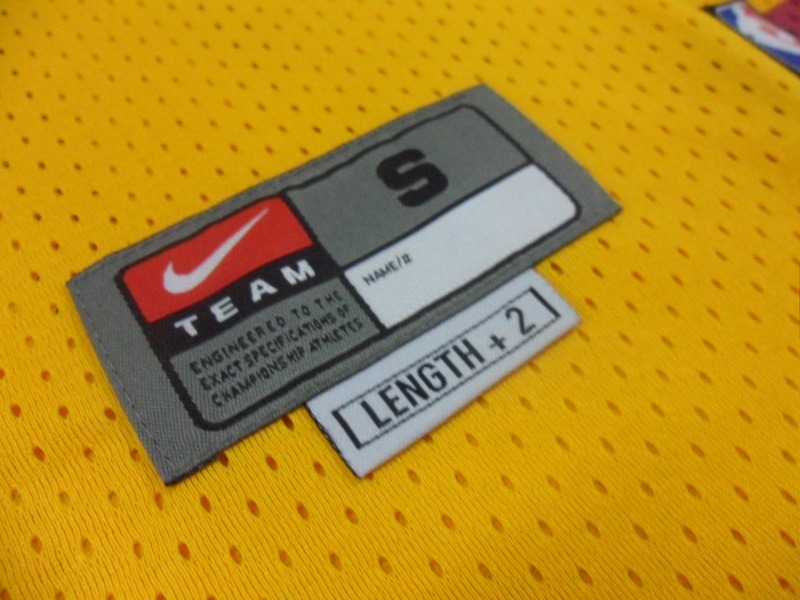 S
TEAM
NAME/#
ENGINEERED TO THE
EXACT SPECIFICATIONS OF
CHAMPIONSHIP ATHLETES
LENGTH + 2